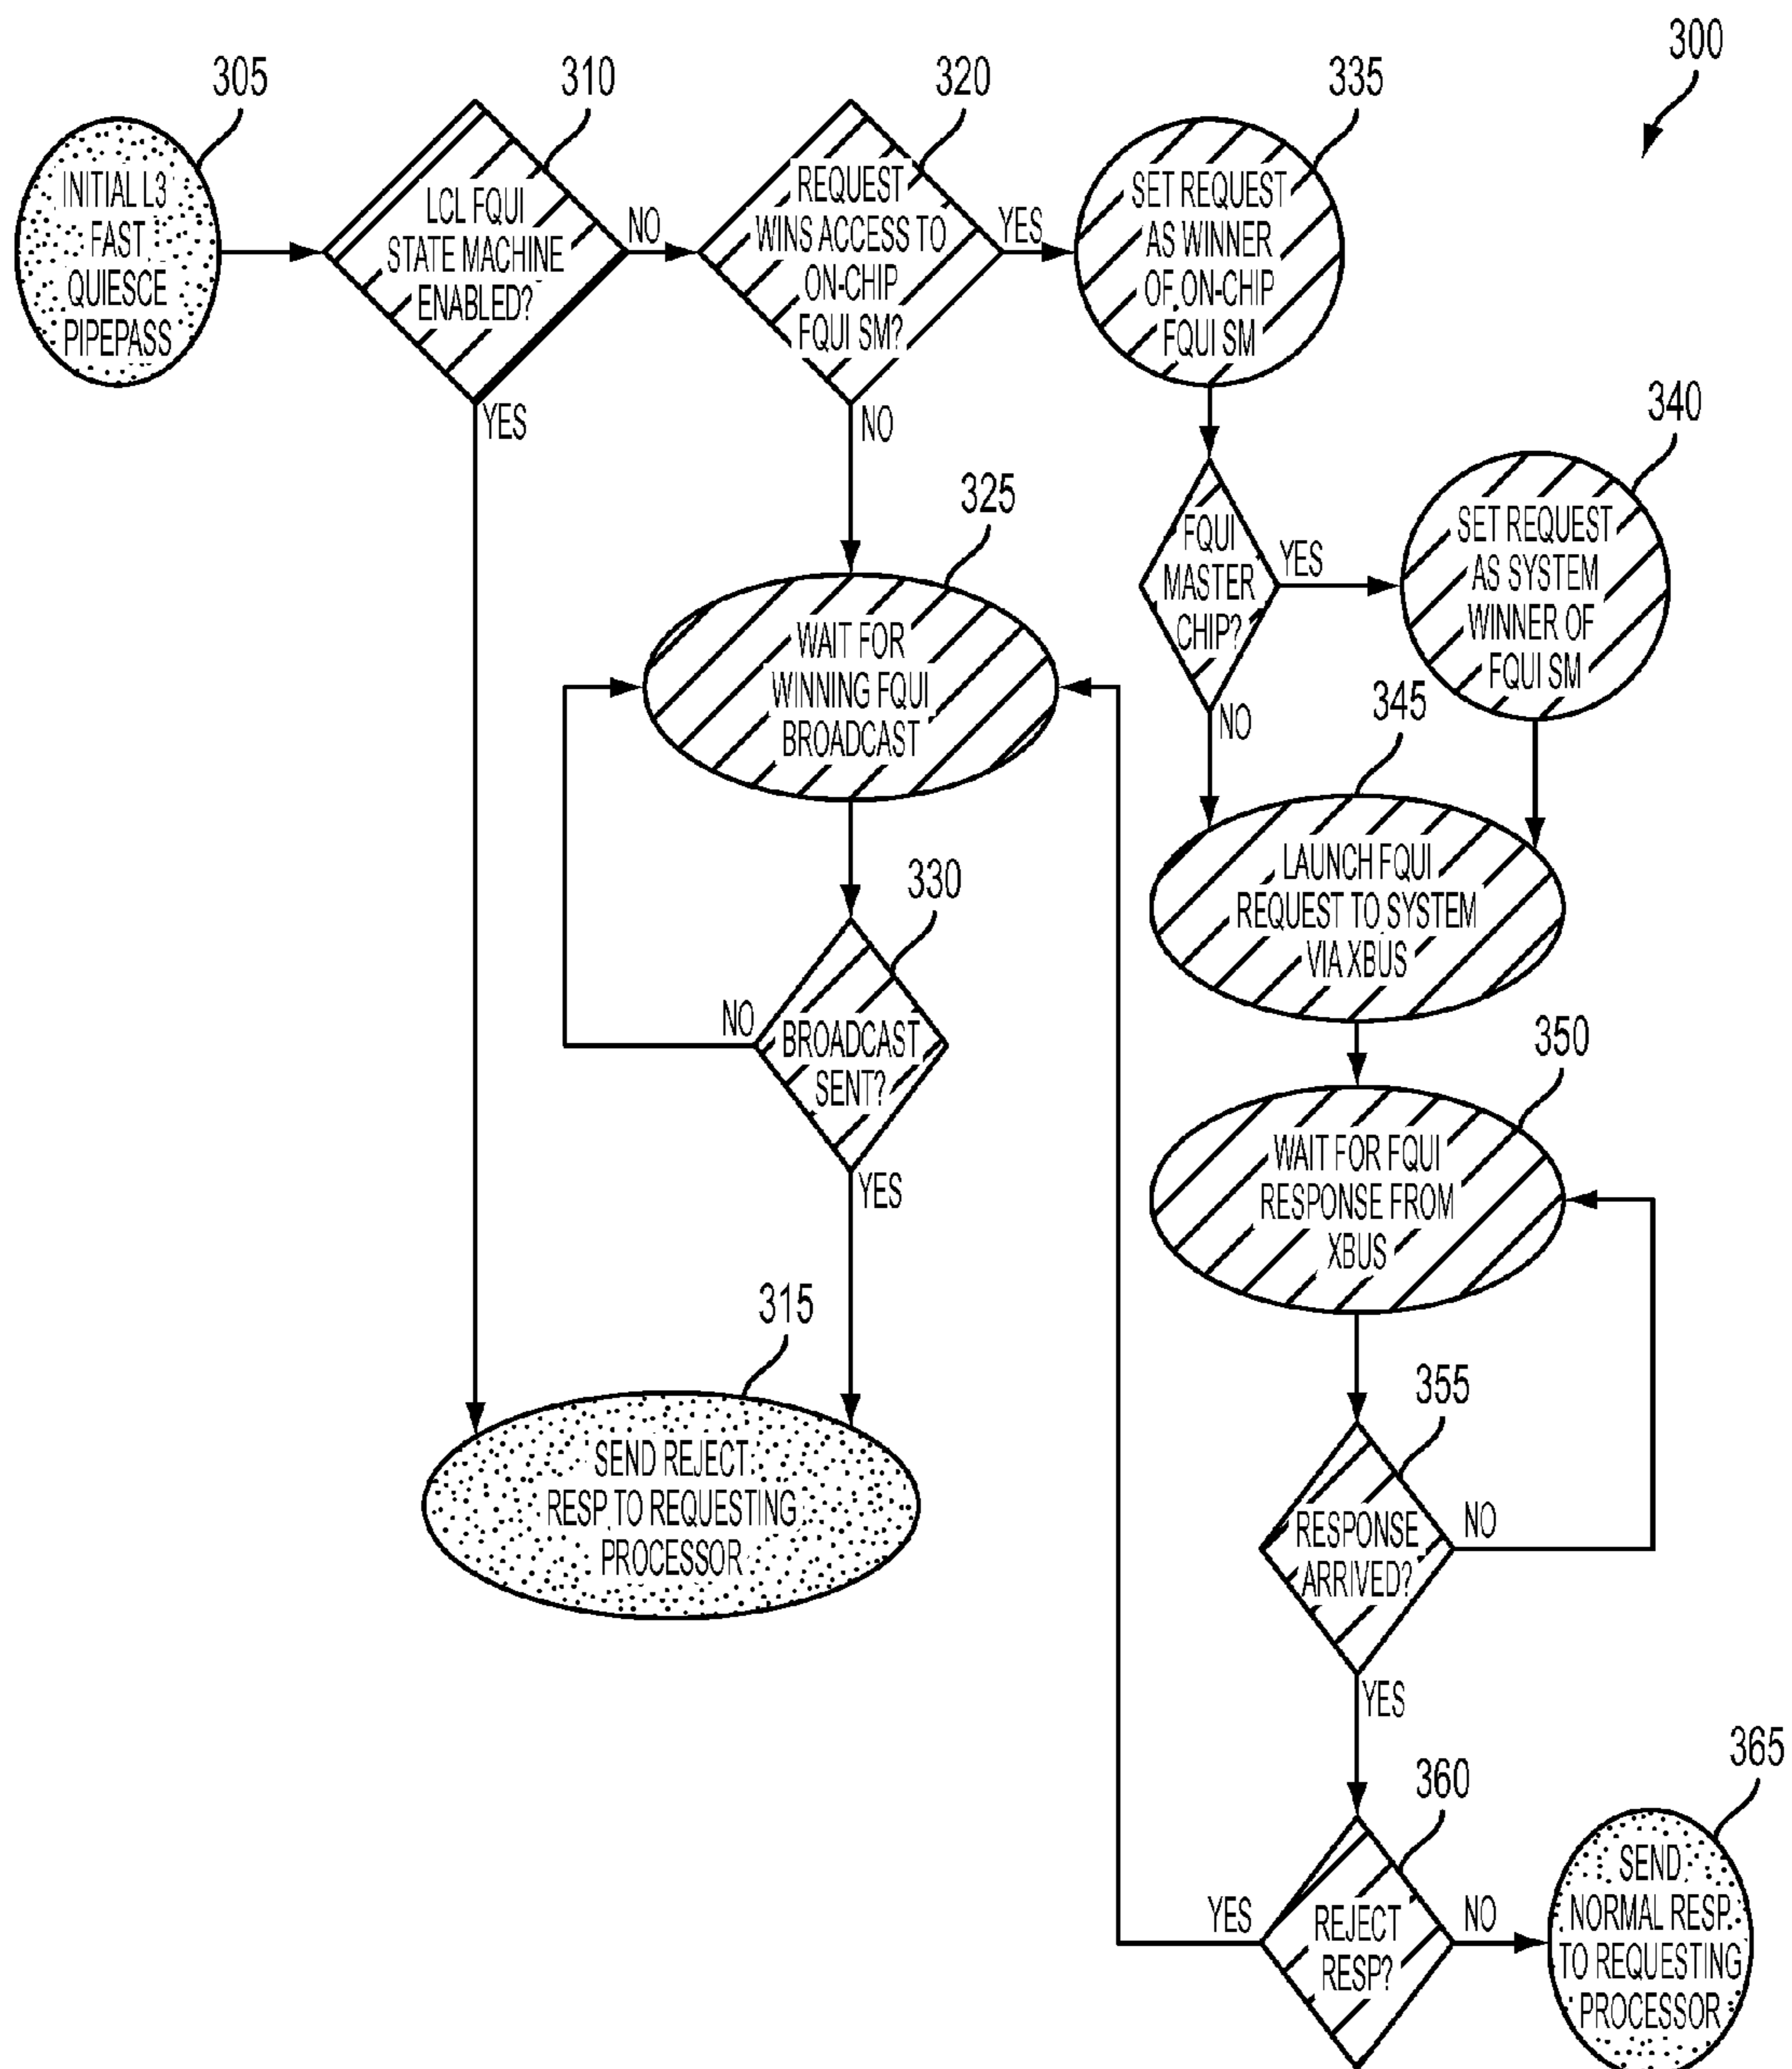 300
305
INITIAL L3
FAST
QUIESCE
PIPEPASS
310
LCL FQUI
STATE MACHINE
ENABLED?
NO
YES
320
REQUEST
WINS ACCESS TO
ON-CHIP
FQUI SM?
YES
NO
335
SET REQUEST
AS WINNER
OF ON-CHIP
FQUI SM
FQUI
MASTER
CHIP?
YES
NO
340
SET REQUEST
AS SYSTEM
WINNER OF
FQUI SM
325
WAIT FOR
WINNING FQUI
BROADCAST
330
BROADCAST
SENT?
NO
YES
345
LAUNCH FQUI
REQUEST TO SYSTEM
VIA XBUS
350
WAIT FOR FQUI
RESPONSE FROM
XBUS
315
SEND REJECT
RESP TO REQUESTING
PROCESSOR
355
RESPONSE
ARRIVED?
NO
YES
360
REJECT
RESP?
YES
NO
365
SEND
NORMAL RESP.
TO REQUESTING
PROCESSOR